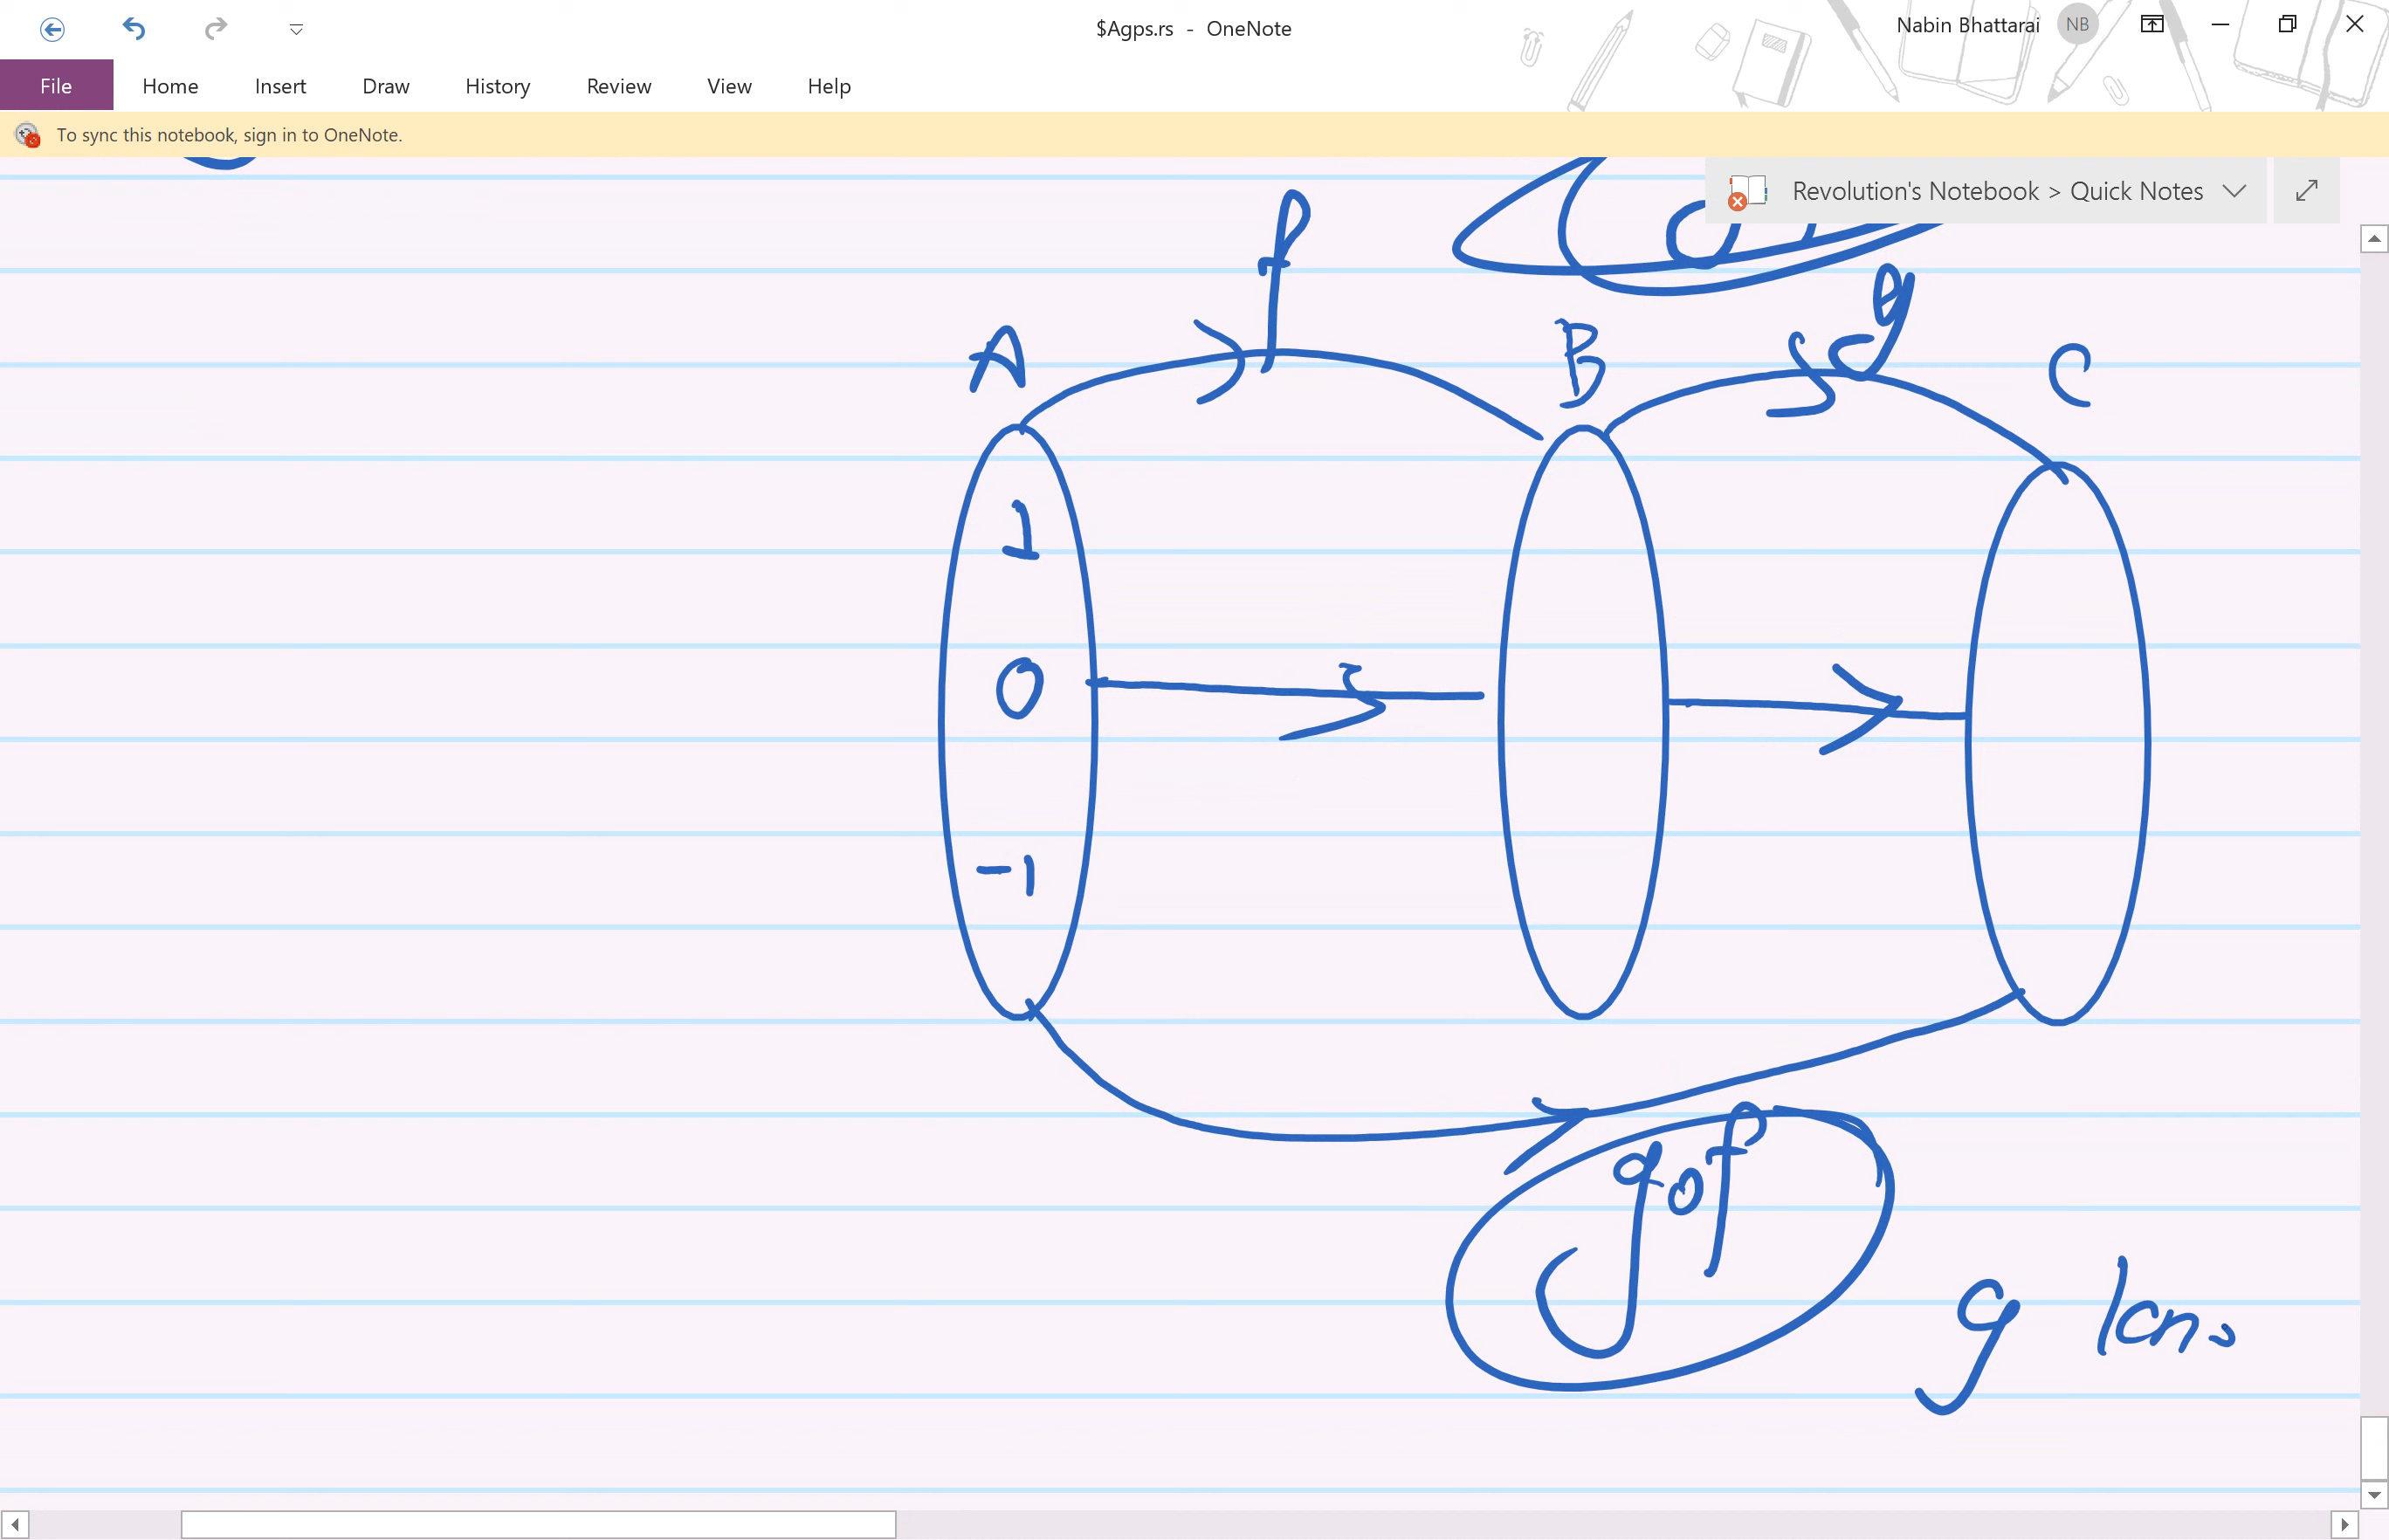 $Agps.rs - OneNote
Nabin Bhattarai NB
File Home Insert Draw History Review View Help
To sync this notebook, sign in to OneNote.
Revolution's Notebook > Quick Notes
f
g
A B C
1
0
-1
gof
g